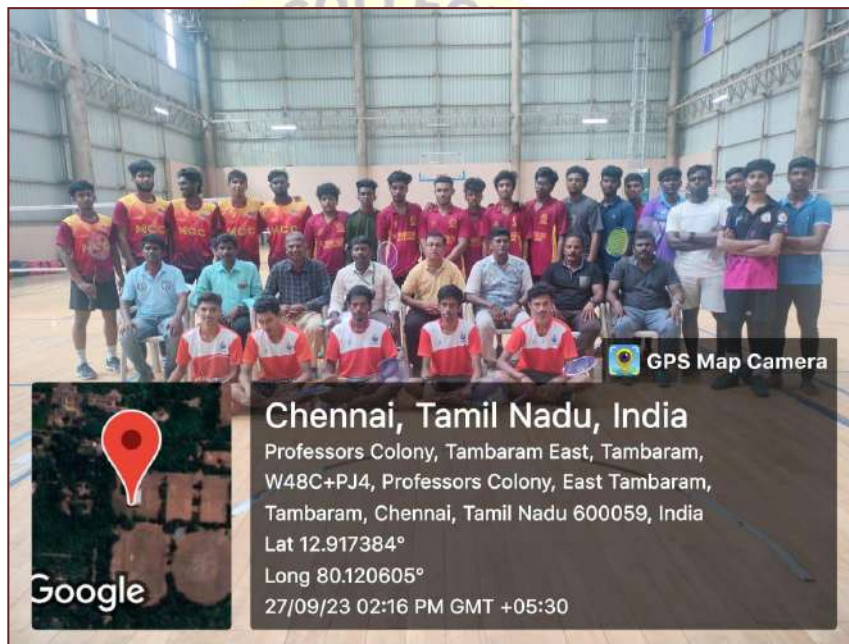 MCC
MCC
MCC
GPS Map Camera
Chennai, Tamil Nadu, India
Professors Colony, Tambaram East, Tambaram,
W48C+PJ4, Professors Colony, East Tambaram,
Tambaram, Chennai, Tamil Nadu 600059, India
Lat 12.917384°
Long 80.120605°
27/09/23 02:16 PM GMT +05:30
Google